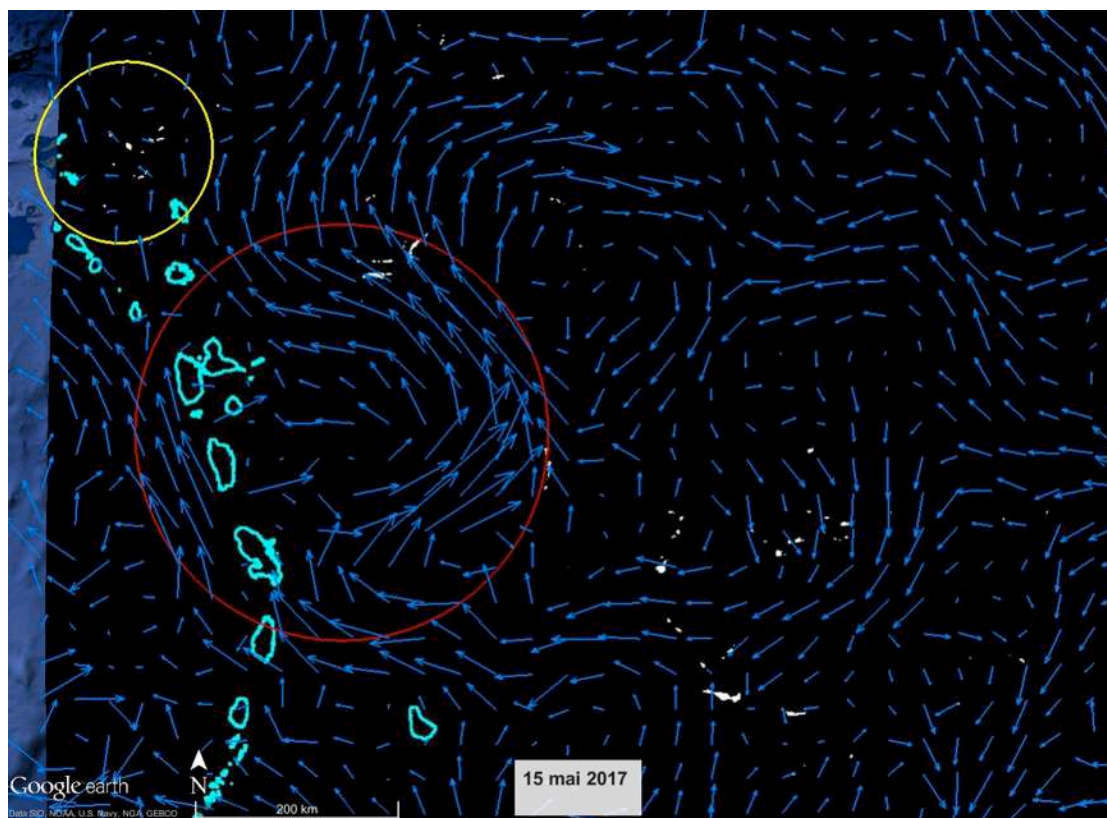 15 mai 2017
Google earth
N
200 km
Data SIO, NOAA, U.S. Navy, NGA, GEBCO